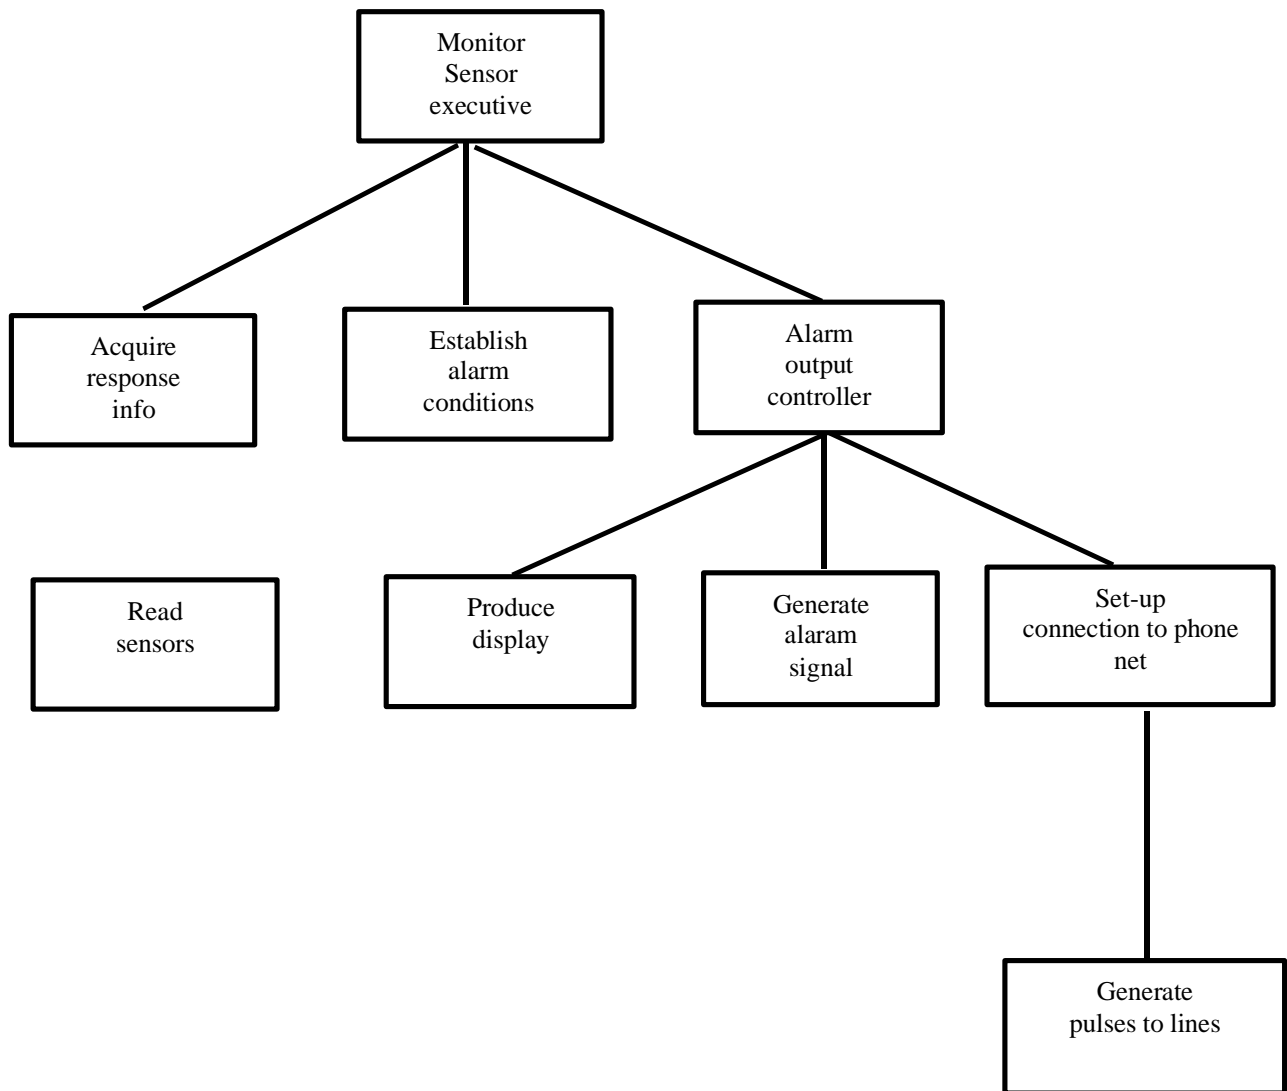 Monitor
Sensor
executive
Acquire
response
info
Establish
alarm
conditions
Alarm
output
controller
Read
sensors
Produce
display
Generate
alaram
signal
Set-up
connection to phone
net
Generate
pulses to lines